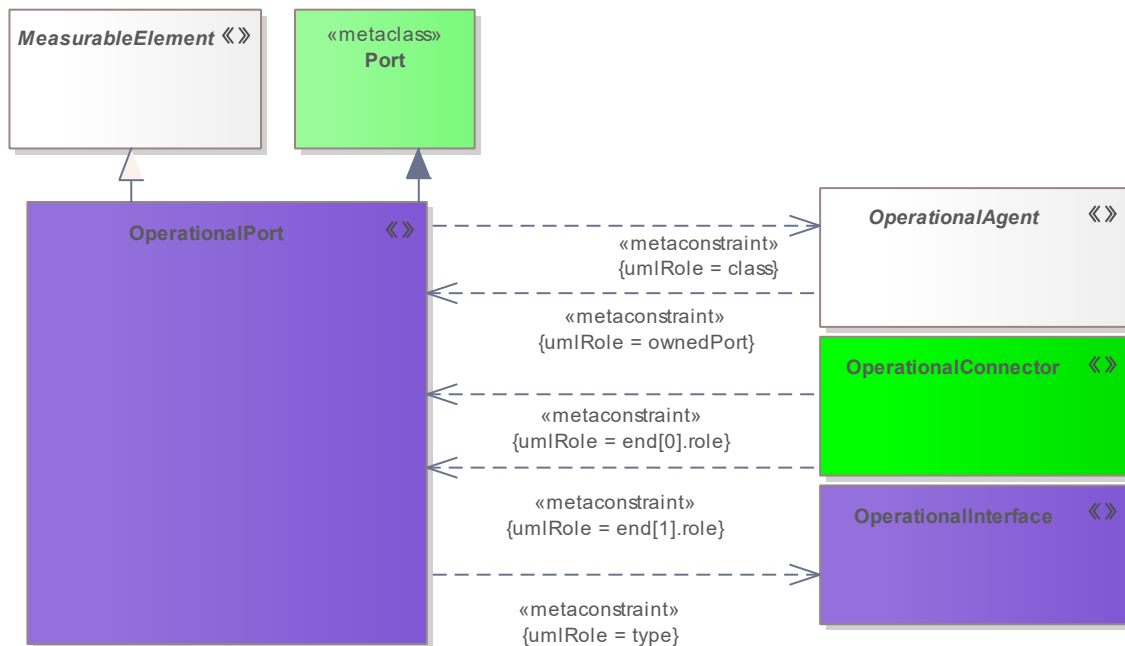 MeasurableElement «»
«metaclass»
Port
OperationalPort «»
OperationalAgent «»
«metaconstraint»
{umlRole = class}
«metaconstraint»
{umlRole = ownedPort}
OperationalConnector «»
«metaconstraint»
{umlRole = end[0].role}
«metaconstraint»
{umlRole = end[1].role}
OperationalInterface «»
«metaconstraint»
{umlRole = type}